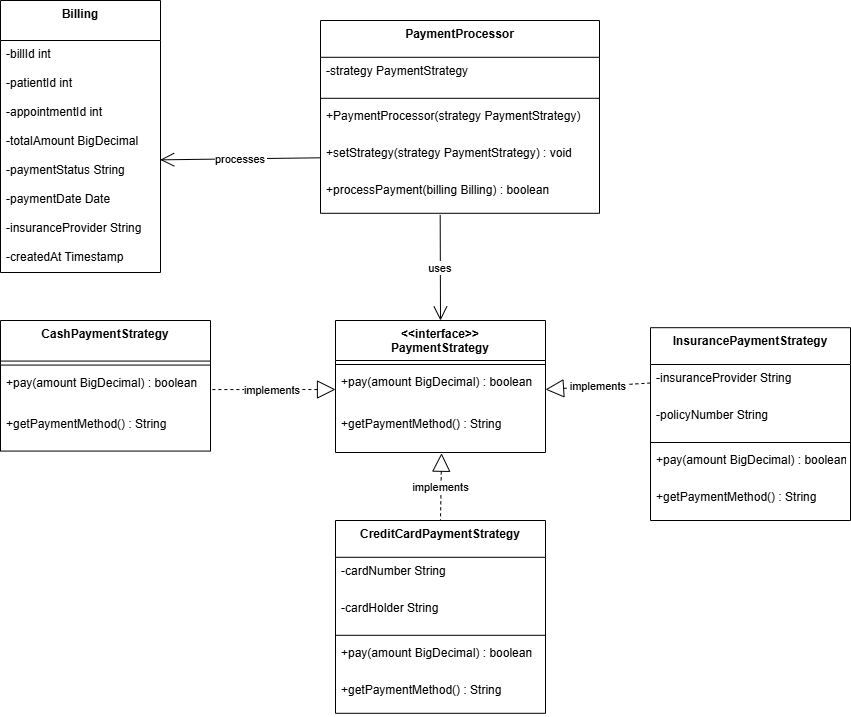 Billing
-billId int
-patientId int
-appointmentId int
-totalAmount BigDecimal
-paymentStatus String
-paymentDate Date
-insuranceProvider String
-createdAt Timestamp
processes
PaymentProcessor
-strategy PaymentStrategy
+PaymentProcessor(strategy PaymentStrategy)
+setStrategy(strategy PaymentStrategy) : void
+processPayment(billing Billing) : boolean
uses
CashPaymentStrategy
+pay(amount BigDecimal) : boolean
+getPaymentMethod() : String
implements
<<interface>>
PaymentStrategy
+pay(amount BigDecimal) : boolean
+getPaymentMethod() : String
implements
InsurancePaymentStrategy
-insuranceProvider String
-policyNumber String
+pay(amount BigDecimal) : boolean
+getPaymentMethod() : String
implements
CreditCardPaymentStrategy
-cardNumber String
-cardHolder String
+pay(amount BigDecimal) : boolean
+getPaymentMethod() : String